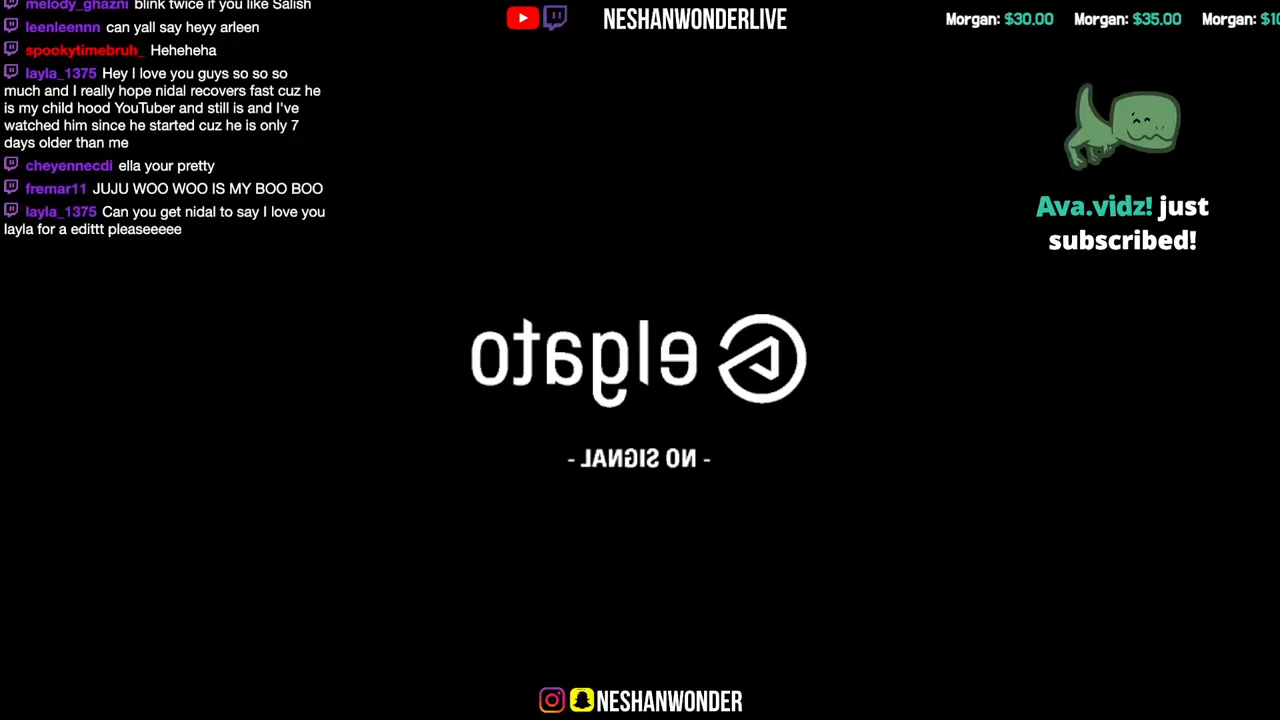 melody_ghazni blink twice if you like Salish
leenleennn can yall say heyy arleen
spookytimebruh_ Heheheha
layla_1375 Hey I love you guys so so so
much and I really hope nidal recovers fast cuz he
is my child hood YouTuber and still is and I've
watched him since he started cuz he is only 7
days older than me
cheyennecdi ella your pretty
fremar11 JUJU WOO WOO IS MY BOO BOO
layla_1375 Can you get nidal to say I love you
layla for a edittt pleaseeeee
NESHANWONDERLIVE
Morgan: $30.00 Morgan: $35.00 Morgan:
Ava.vidz! just
subscribed!
elgato
- NO SIGNAL -
NESHANWONDER